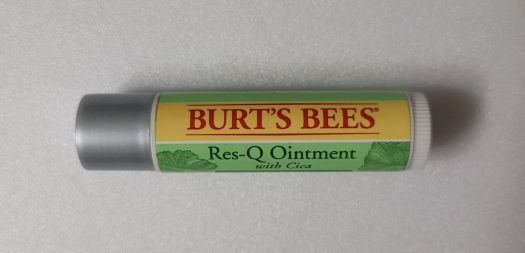 BURT'S BEES®
Res-Q Ointment
with Cica